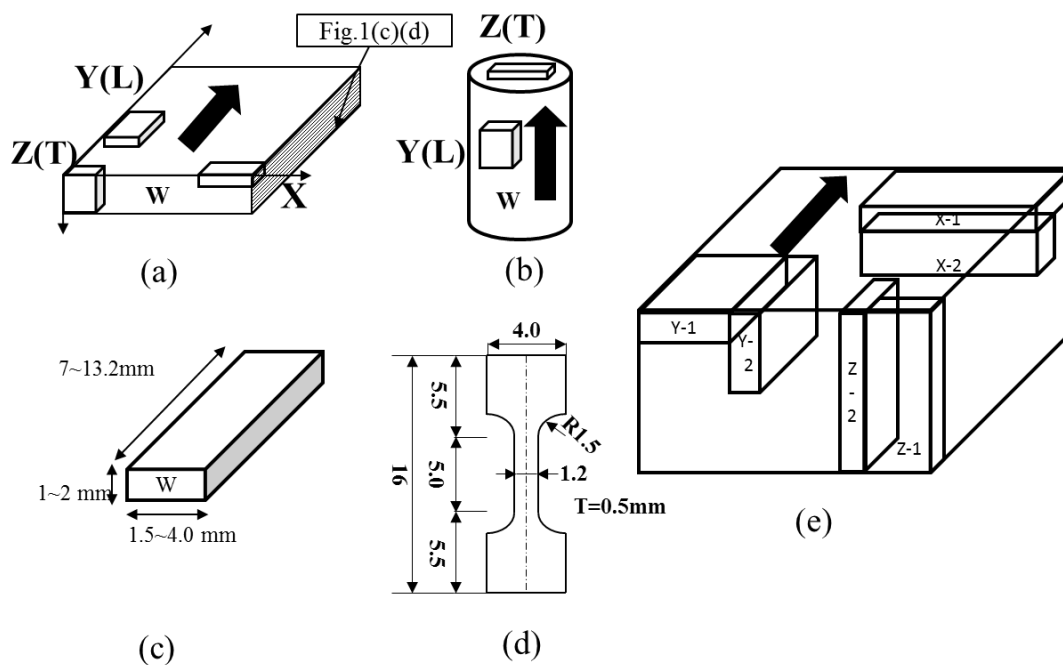 Fig.1(c)(d)
Y(L)
Z(T)
W
X
(a)
Z(T)
Y(L)
W
(b)
7~13.2mm
1~2 mm
W
1.5~4.0 mm
(c)
4.0
5.5
R1.5
16
5.0
1.2
T=0.5mm
5.5
(d)
X-1
X-2
Y-1
Y-
2
Z
-
2
Z-1
(e)